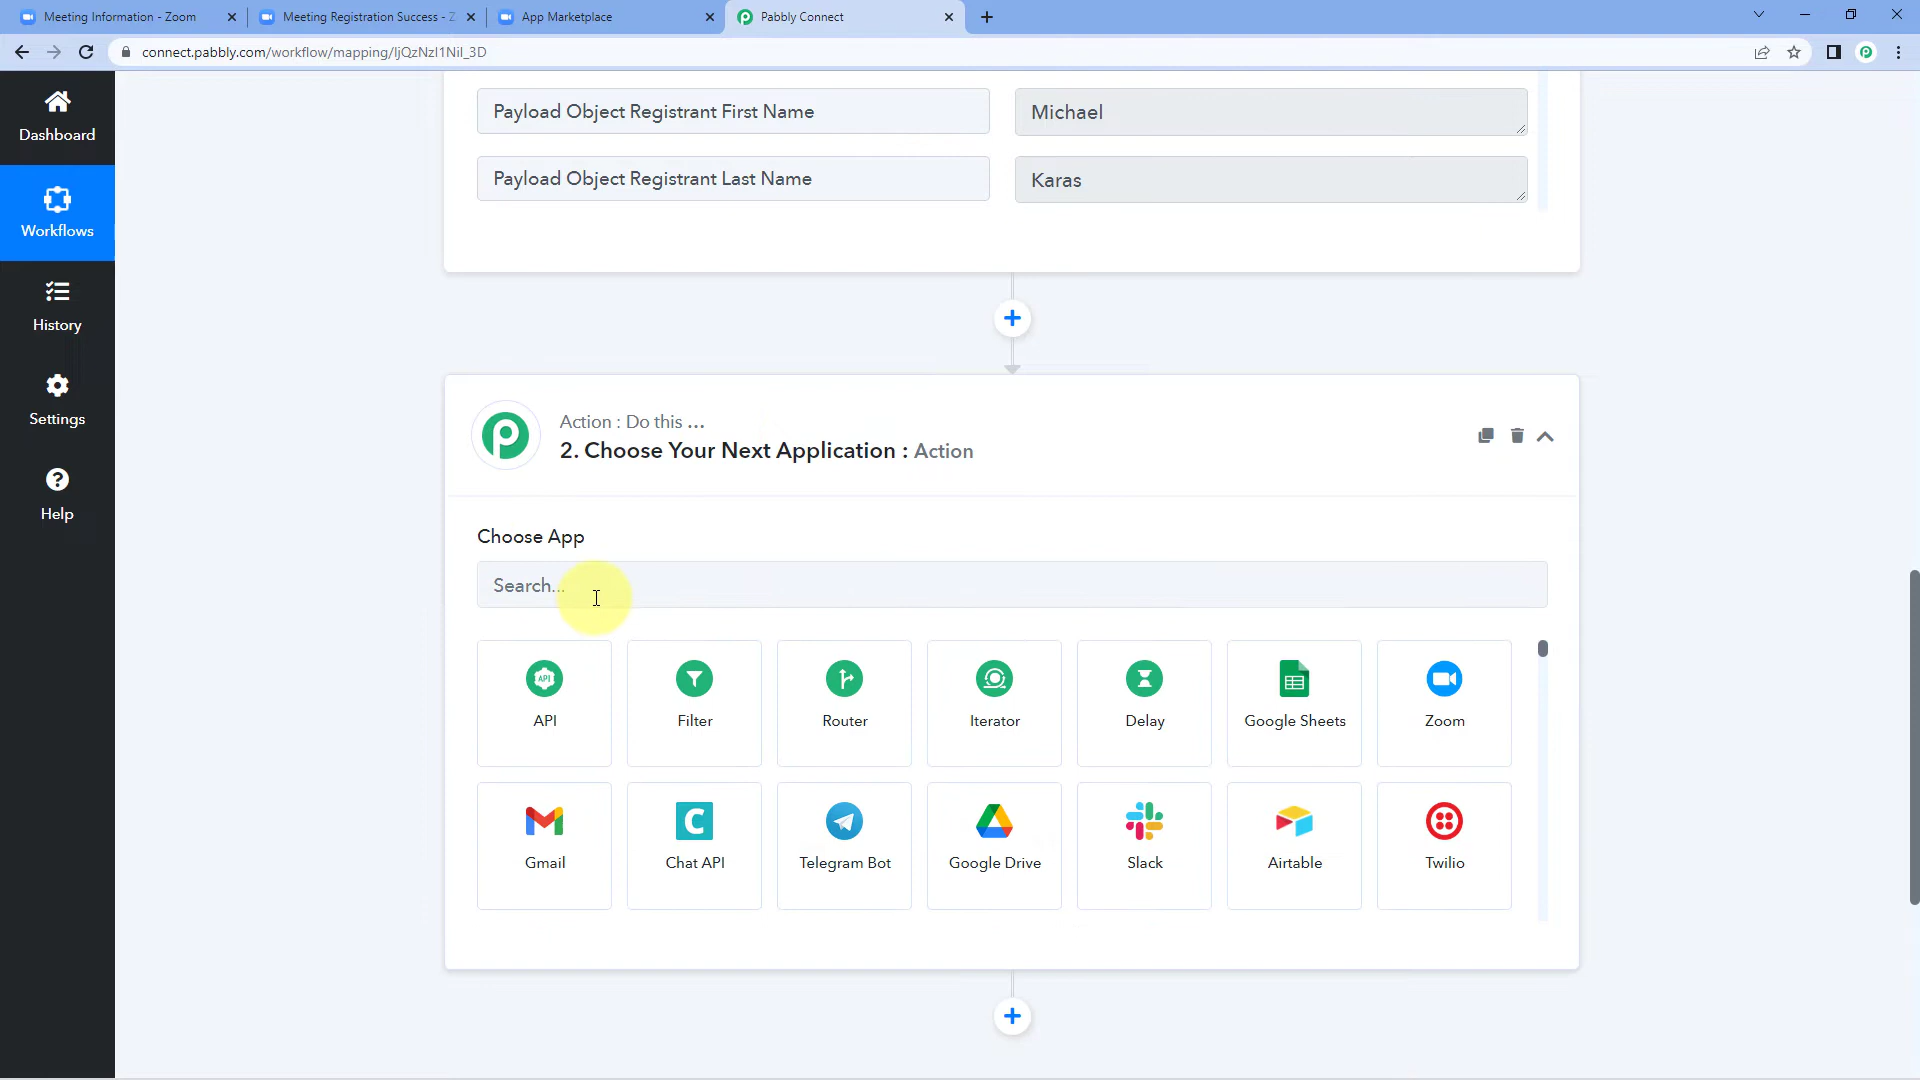 Meeting Information - Zoom
Meeting Registration Success - Z
App Marketplace
Pabbly Connect
connect.pabbly.com/workflow/mapping/IjQzNzI1NiI_3D
Dashboard
Workflows
History
Settings
Help
Payload Object Registrant First Name
Michael
Payload Object Registrant Last Name
Karas
Action : Do this ...
2. Choose Your Next Application : Action
Choose App
Search...
API
API
Filter
Router
Iterator
Delay
Google Sheets
Zoom
Gmail
C
Chat API
Telegram Bot
Google Drive
Slack
Airtable
Twilio